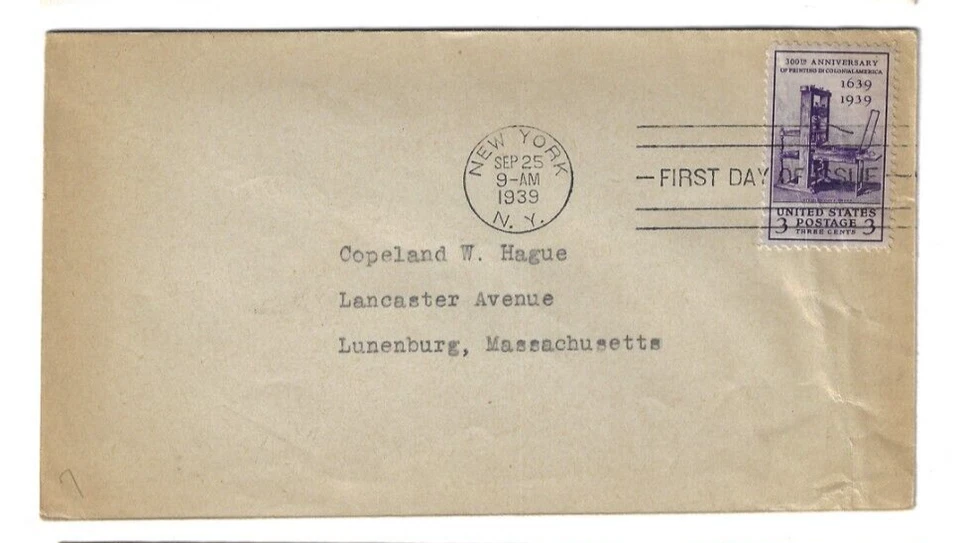 300TH ANNIVERSARY
OF PRINTING IN COLONIAL AMERICA
1639
1939
NEW YORK
SEP 25
9-AM
1939
N. Y.
FIRST DAY OF ISSUE
UNITED STATES
3 POSTAGE 3
THREE CENTS
Copeland W. Hague
Lancaster Avenue
Lunenburg, Massachusetts
7